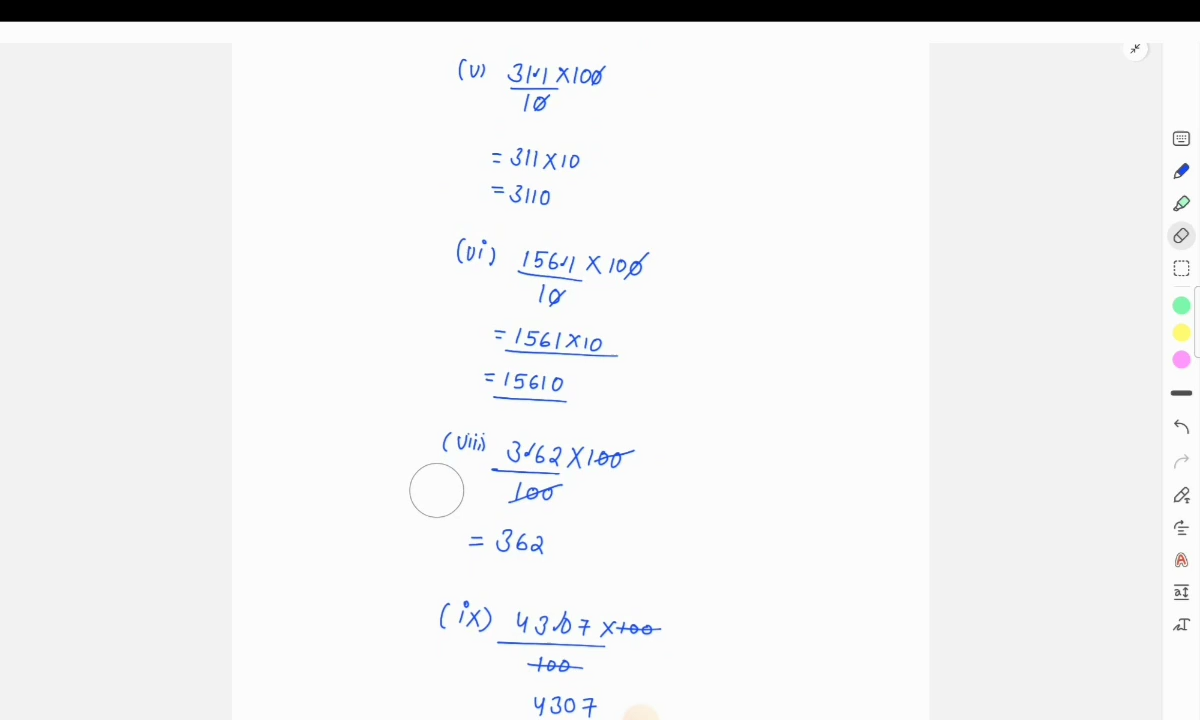 (v) 31.1 × 100
10
= 311 × 10
= 3110
(vi) 156.1 × 100
10
= 1561 × 10
= 15610
(viii) 3.62 × 100
100
= 362
(ix) 43.07 × 100
100
4307